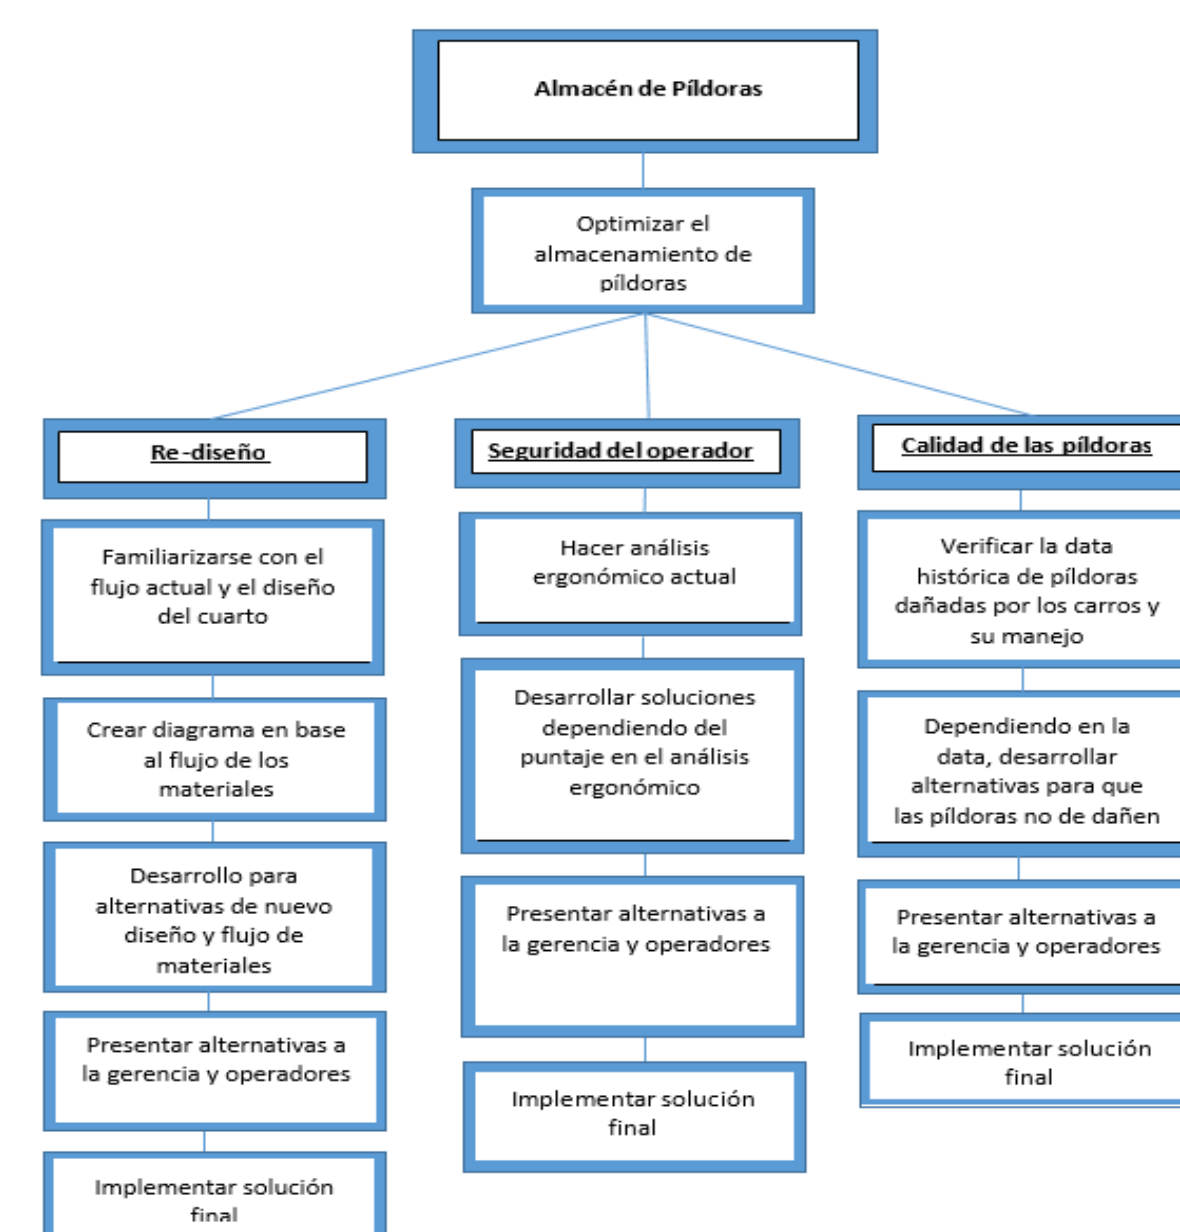 Almacén de Píldoras
Optimizar el
almacenamiento de
píldoras
Re-diseño
Familiarizarse con el
flujo actual y el diseño
del cuarto
Crear diagrama en base
al flujo de los
materiales
Desarrollo para
alternativas de nuevo
diseño y flujo de
materiales
Presentar alternativas a
la gerencia y operadores
Implementar solución
final
Seguridad del operador
Hacer análisis
ergonómico actual
Desarrollar soluciones
dependiendo del
puntaje en el análisis
ergonómico
Presentar alternativas a
la gerencia y operadores
Implementar solución
final
Calidad de las píldoras
Verificar la data
histórica de píldoras
dañadas por los carros y
su manejo
Dependiendo en la
data, desarrollar
alternativas para que
las píldoras no de dañen
Presentar alternativas a
la gerencia y operadores
Implementar solución
final